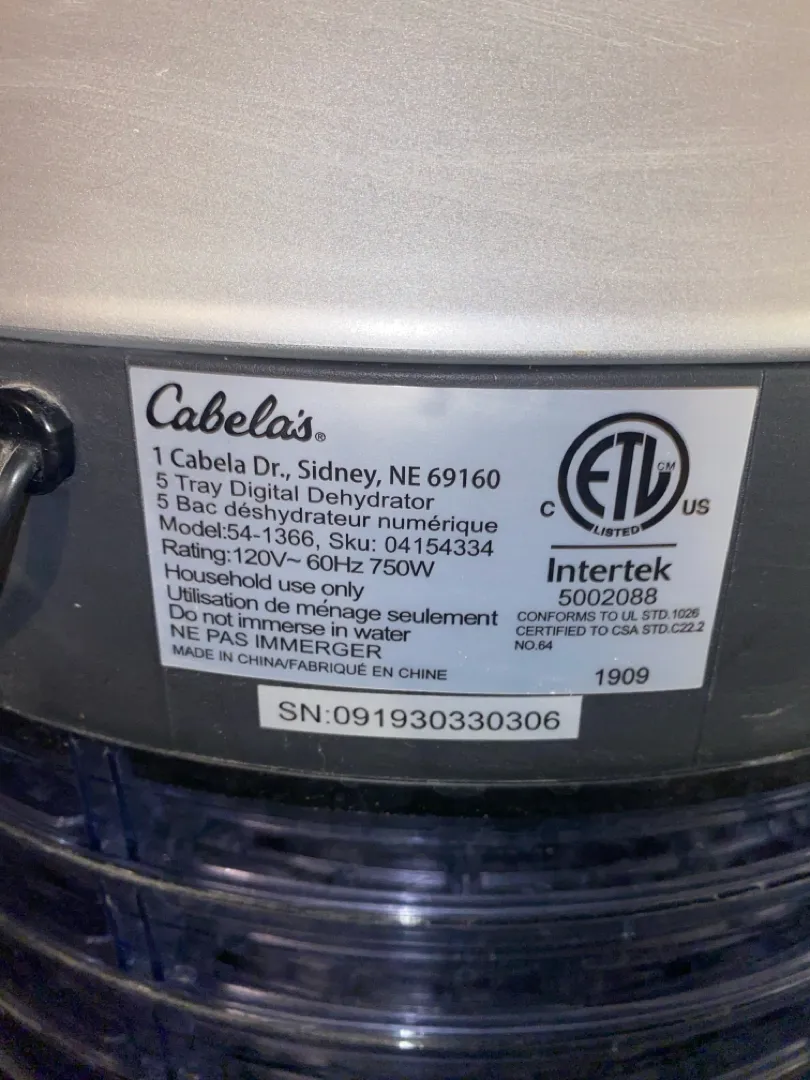 Cabela's®
1 Cabela Dr., Sidney, NE 69160
5 Tray Digital Dehydrator
5 Bac déshydrateur numérique
Model:54-1366, Sku: 04154334
Rating:120V~ 60Hz 750W
Household use only
Utilisation de ménage seulement
Do not immerse in water
NE PAS IMMERGER
MADE IN CHINA/FABRIQUÉ EN CHINE
ETL CM
C US
LISTED
Intertek
5002088
CONFORMS TO UL STD.1026
CERTIFIED TO CSA STD.C22.2
NO.64
1909
SN:091930330306